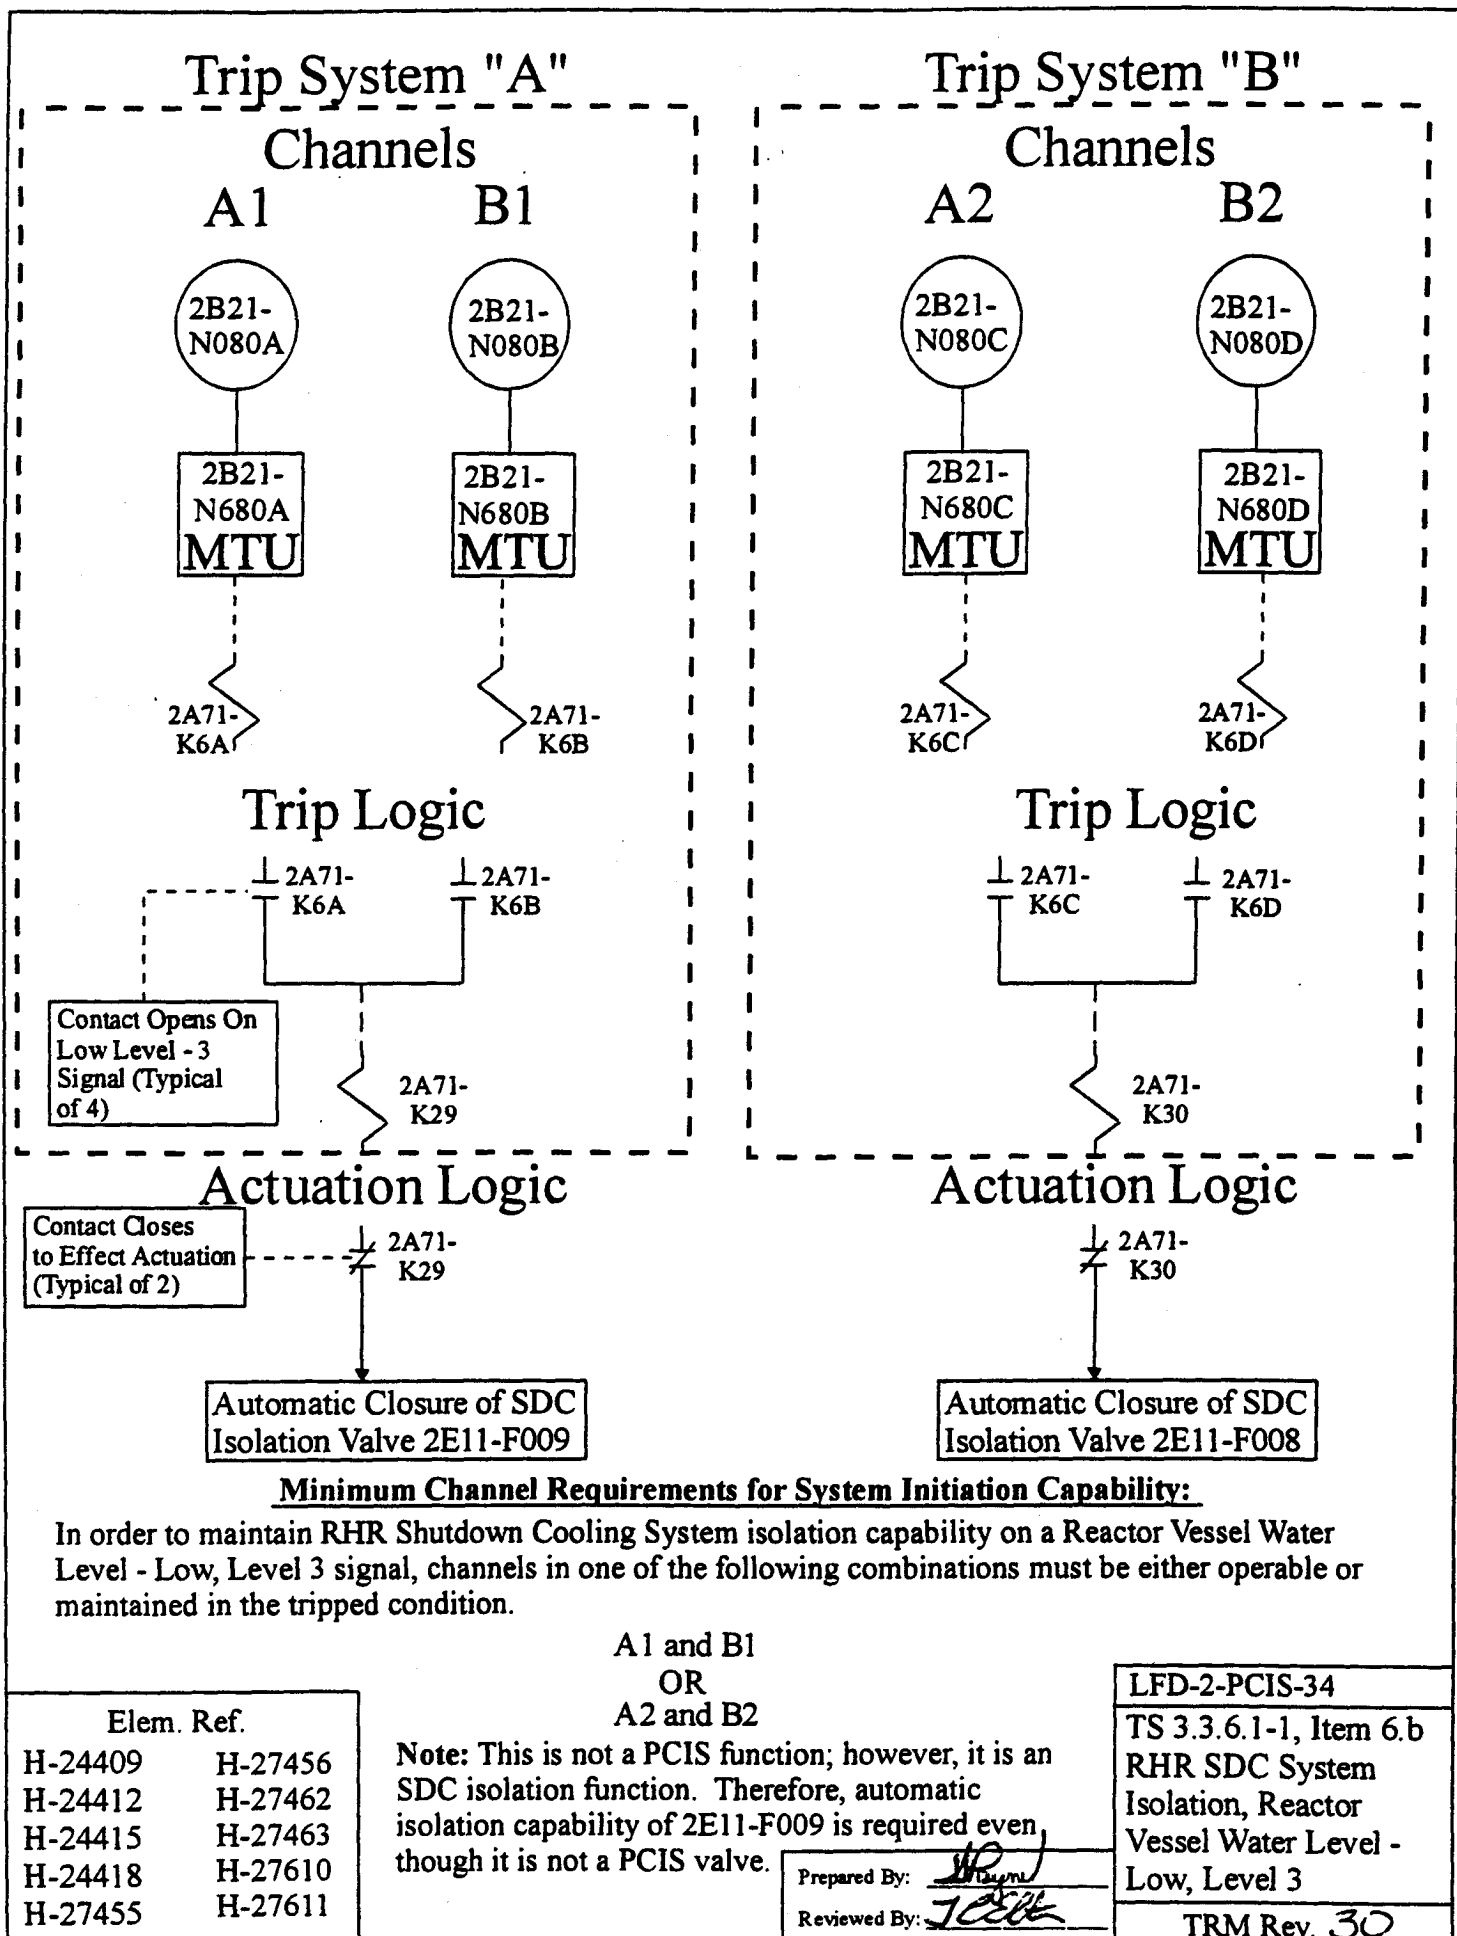 Trip System "A"
Channels
A1
B1
2B21-
N080A
2B21-
N080B
2B21-
N680A
MTU
2B21-
N680B
MTU
2A71-
K6A
2A71-
K6B
Trip Logic
2A71-
K6A
2A71-
K6B
Contact Opens On
Low Level - 3
Signal (Typical
of 4)
2A71-
K29
Actuation Logic
Contact Closes
to Effect Actuation
(Typical of 2)
2A71-
K29
Automatic Closure of SDC
Isolation Valve 2E11-F009
Trip System "B"
Channels
A2
B2
2B21-
N080C
2B21-
N080D
2B21-
N680C
MTU
2B21-
N680D
MTU
2A71-
K6C
2A71-
K6D
Trip Logic
2A71-
K6C
2A71-
K6D
2A71-
K30
Actuation Logic
2A71-
K30
Automatic Closure of SDC
Isolation Valve 2E11-F008
Minimum Channel Requirements for System Initiation Capability:
In order to maintain RHR Shutdown Cooling System isolation capability on a Reactor Vessel Water
Level - Low, Level 3 signal, channels in one of the following combinations must be either operable or
maintained in the tripped condition.
A1 and B1
OR
A2 and B2
Elem. Ref.
H-24409 H-27456
H-24412 H-27462
H-24415 H-27463
H-24418 H-27610
H-27455 H-27611
Note: This is not a PCIS function; however, it is an
SDC isolation function. Therefore, automatic
isolation capability of 2E11-F009 is required even
though it is not a PCIS valve.
Prepared By:
Reviewed By:
LFD-2-PCIS-34
TS 3.3.6.1-1, Item 6.b
RHR SDC System
Isolation, Reactor
Vessel Water Level -
Low, Level 3
TRM Rev. 30